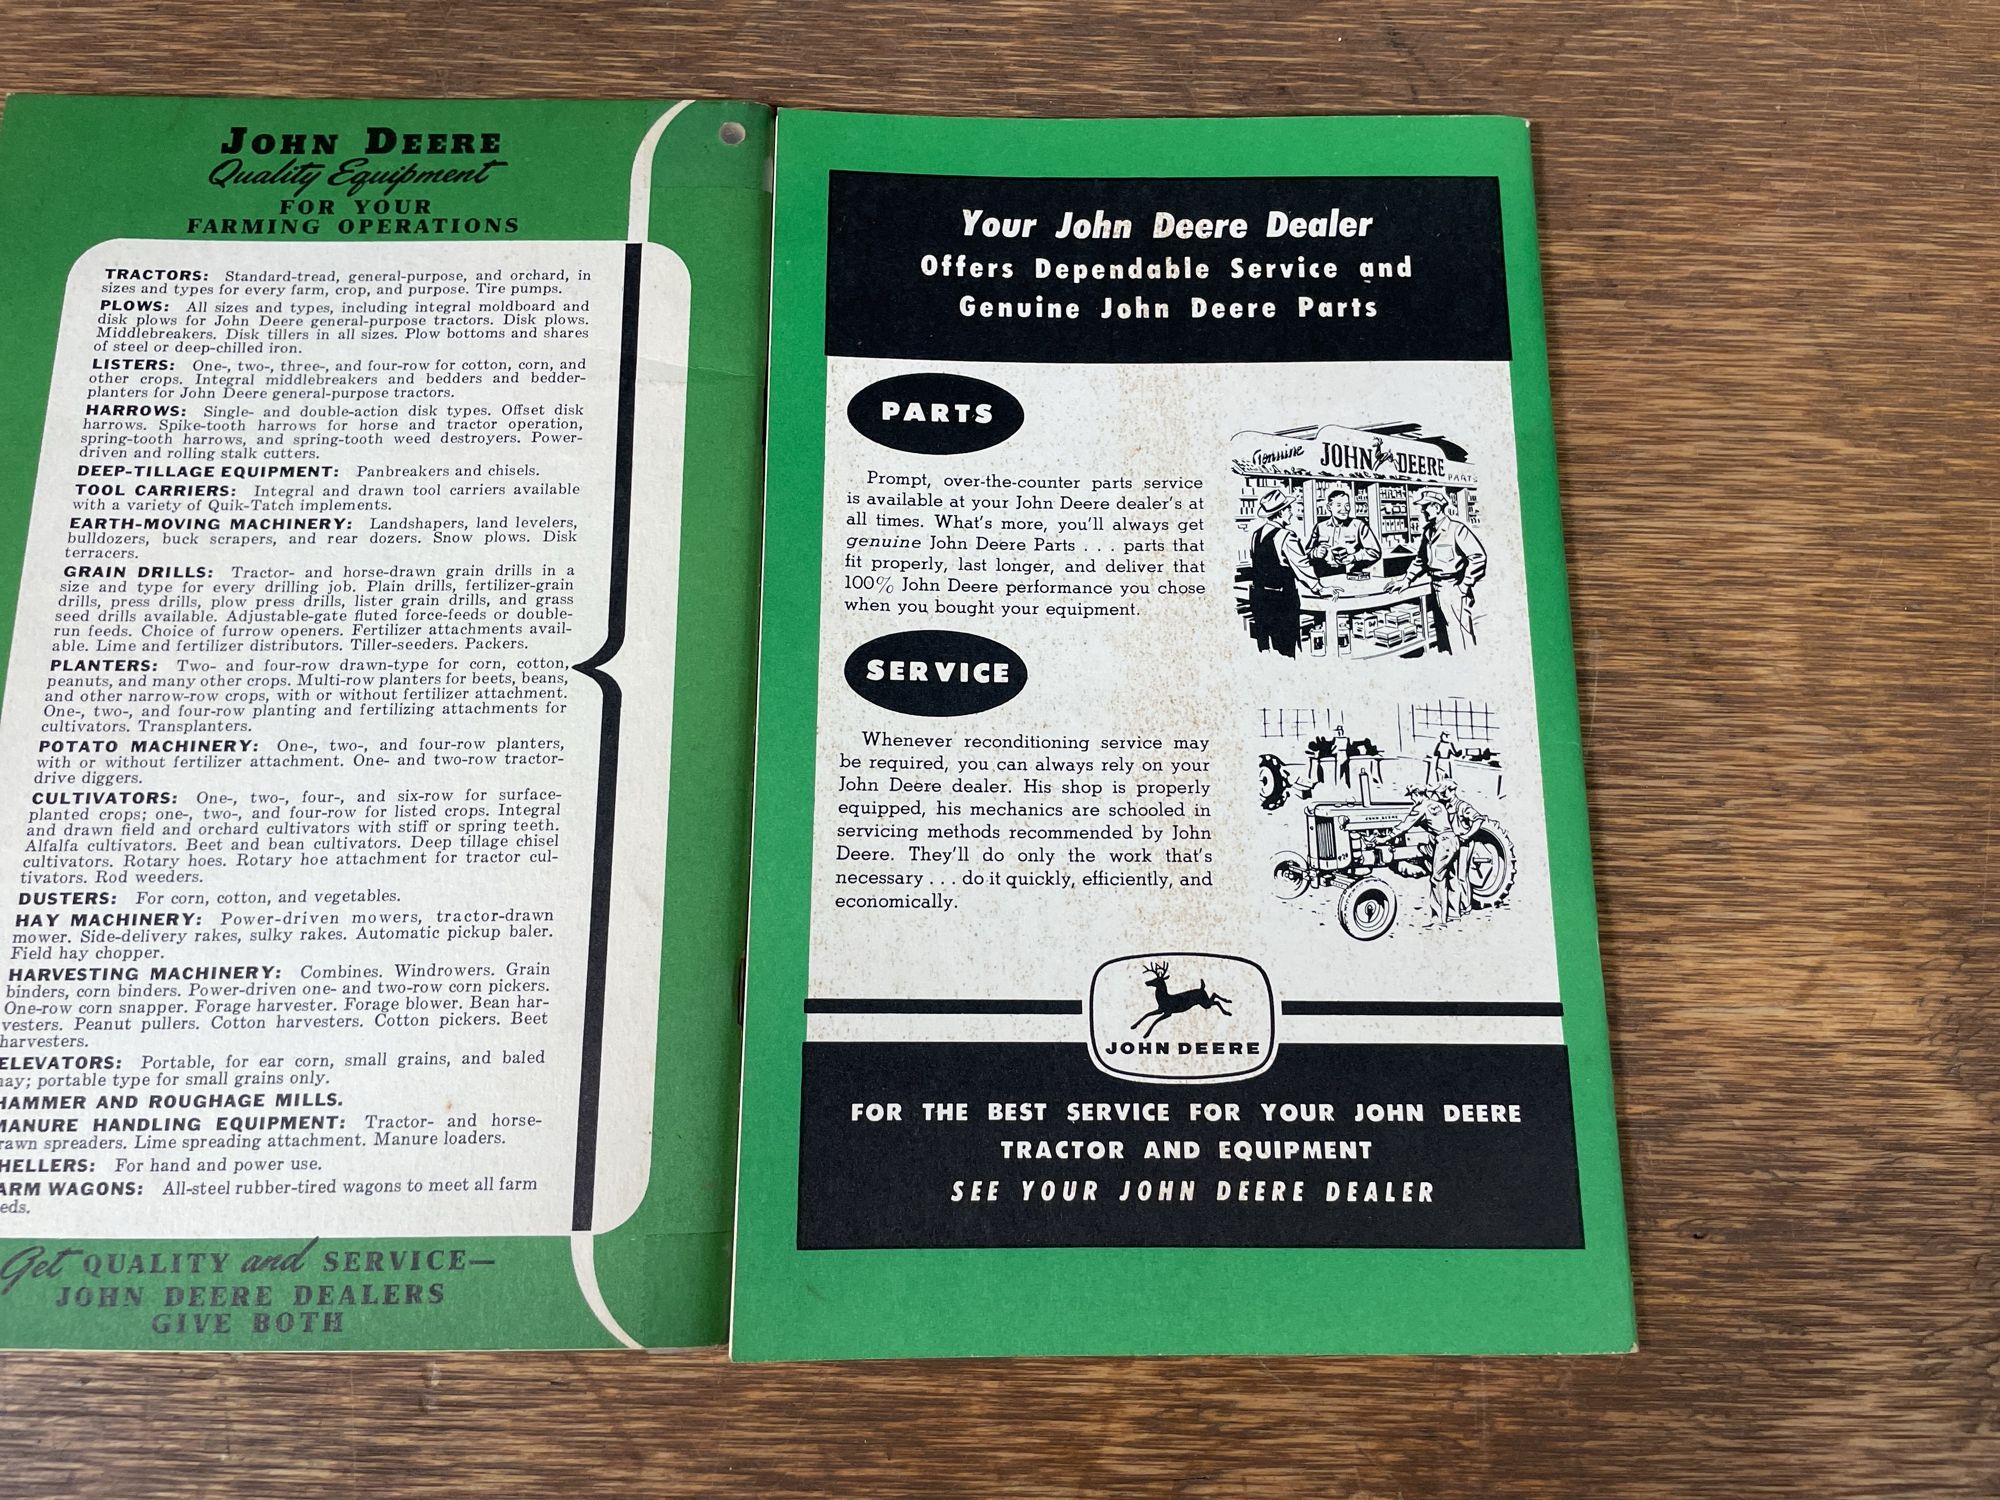 JOHN DEERE
Quality Equipment
FOR YOUR
FARMING OPERATIONS
TRACTORS: Standard-tread, general-purpose, and orchard, in
sizes and types for every farm, crop, and purpose. Tire pumps.
PLOWS: All sizes and types, including integral moldboard and
disk plows for John Deere general-purpose tractors. Disk plows.
Middlebreakers. Disk tillers in all sizes. Plow bottoms and shares
of steel or deep-chilled iron.
LISTERS: One-, two-, three-, and four-row for cotton, corn, and
other crops. Integral middlebreakers and bedders and bedder-
planters for John Deere general-purpose tractors.
HARROWS: Single- and double-action disk types. Offset disk
harrows. Spike-tooth harrows for horse and tractor operation,
spring-tooth harrows, and spring-tooth weed destroyers. Power-
driven and rolling stalk cutters.
DEEP-TILLAGE EQUIPMENT: Panbreakers and chisels.
TOOL CARRIERS: Integral and drawn tool carriers available
with a variety of Quik-Tatch implements.
EARTH-MOVING MACHINERY: Landshapers, land levelers,
bulldozers, buck scrapers, and rear dozers. Snow plows. Disk
terracers.
GRAIN DRILLS: Tractor- and horse-drawn grain drills in a
size and type for every drilling job. Plain drills, fertilizer-grain
drills, press drills, plow press drills, lister grain drills, and grass
seed drills available. Adjustable-gate fluted force-feeds or double-
run feeds. Choice of furrow openers. Fertilizer attachments avail-
able. Lime and fertilizer distributors. Tiller-seeders. Packers.
PLANTERS: Two- and four-row drawn-type for corn, cotton,
peanuts, and many other crops. Multi-row planters for beets, beans,
and other narrow-row crops, with or without fertilizer attachment.
One-, two-, and four-row planting and fertilizing attachments for
cultivators. Transplanters.
POTATO MACHINERY: One-, two-, and four-row planters,
with or without fertilizer attachment. One- and two-row tractor-
drive diggers.
CULTIVATORS: One-, two-, four-, and six-row for surface-
planted crops; one-, two-, and four-row for listed crops. Integral
and drawn field and orchard cultivators with stiff or spring teeth.
Alfalfa cultivators. Beet and bean cultivators. Deep tillage chisel
cultivators. Rotary hoes. Rotary hoe attachment for tractor cul-
tivators. Rod weeders.
DUSTERS: For corn, cotton, and vegetables.
HAY MACHINERY: Power-driven mowers, tractor-drawn
mower. Side-delivery rakes, sulky rakes. Automatic pickup baler.
Field hay chopper.
HARVESTING MACHINERY: Combines. Windrowers. Grain
binders, corn binders. Power-driven one- and two-row corn pickers.
One-row corn snapper. Forage harvester. Forage blower. Bean har-
vesters. Peanut pullers. Cotton harvesters. Cotton pickers. Beet
harvesters.
ELEVATORS: Portable, for ear corn, small grains, and baled
hay; portable type for small grains only.
HAMMER AND ROUGHAGE MILLS.
MANURE HANDLING EQUIPMENT: Tractor- and horse-
rawn spreaders. Lime spreading attachment. Manure loaders.
HELLERS: For hand and power use.
ARM WAGONS: All-steel rubber-tired wagons to meet all farm
eds.
Get QUALITY and SERVICE—
JOHN DEERE DEALERS
GIVE BOTH
Your John Deere Dealer
Offers Dependable Service and
Genuine John Deere Parts
PARTS
Prompt, over-the-counter parts service
is available at your John Deere dealer's at
all times. What's more, you'll always get
genuine John Deere Parts . . . parts that
fit properly, last longer, and deliver that
100% John Deere performance you chose
when you bought your equipment.
Genuine JOHN DEERE PARTS
SERVICE
Whenever reconditioning service may
be required, you can always rely on your
John Deere dealer. His shop is properly
equipped, his mechanics are schooled in
servicing methods recommended by John
Deere. They'll do only the work that's
necessary . . . do it quickly, efficiently, and
economically.
JOHN DEERE
JOHN DEERE
FOR THE BEST SERVICE FOR YOUR JOHN DEERE
TRACTOR AND EQUIPMENT
SEE YOUR JOHN DEERE DEALER